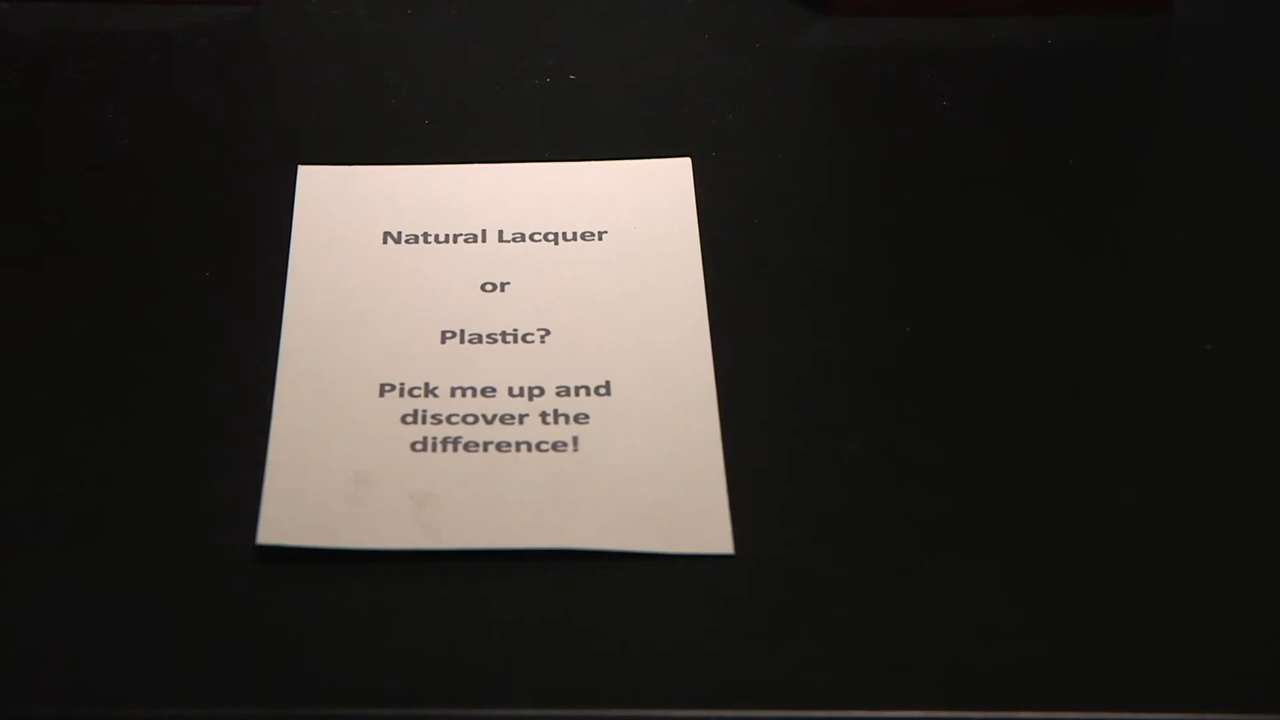 Natural Lacquer
or
Plastic?
Pick me up and
discover the
difference!